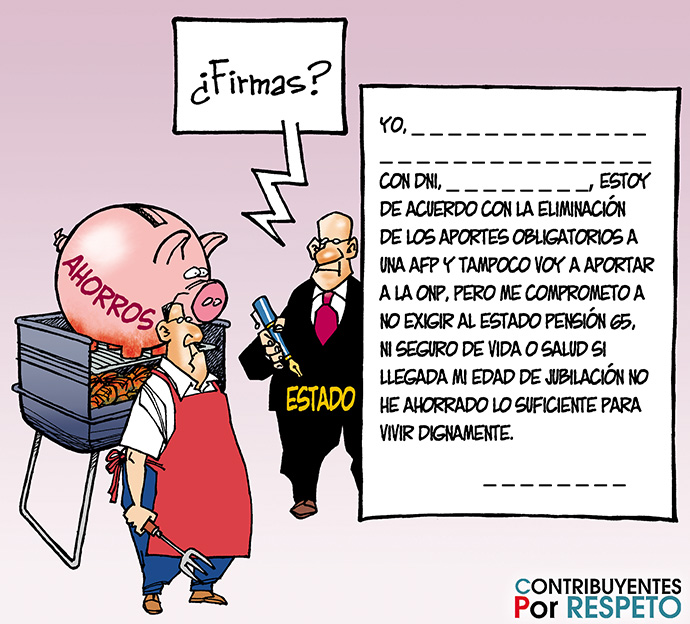 ¿Firmas?
YO, _ _ _ _ _ _ _ _ _ _ _ _ _ _ _
_ _ _ _ _ _ _ _ _ _ _ _ _ _ _ _ _
CON DNI, _ _ _ _ _ _ _ _ _, ESTOY
DE ACUERDO CON LA ELIMINACIÓN
DE LOS APORTES OBLIGATORIOS A
UNA AFP Y TAMPOCO VOY A APORTAR
A LA ONP, PERO ME COMPROMETO A
NO EXIGIR AL ESTADO PENSIÓN 65,
NI SEGURO DE VIDA O SALUD SI
LLEGADA MI EDAD DE JUBILACIÓN NO
HE AHORRADO LO SUFICIENTE PARA
VIVIR DIGNAMENTE.
_ _ _ _ _ _ _ _ _
AHORROS
ESTADO
CONTRIBUYENTES
Por RESPETO